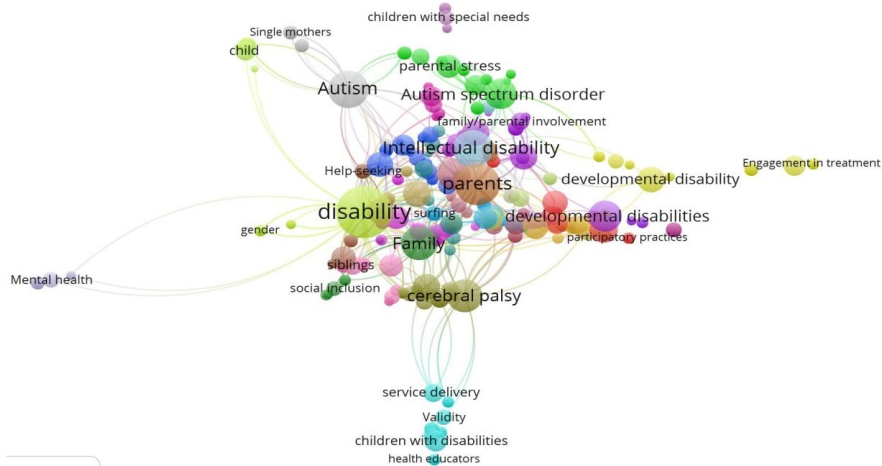 children with special needs
Single mothers
child
parental stress
Autism
Autism spectrum disorder
family/parental involvement
Intellectual disability
Engagement in treatment
Help-seeking
parents
developmental disability
disability
surfing
developmental disabilities
gender
participatory practices
Family
siblings
Mental health
social inclusion
cerebral palsy
service delivery
Validity
children with disabilities
health educators